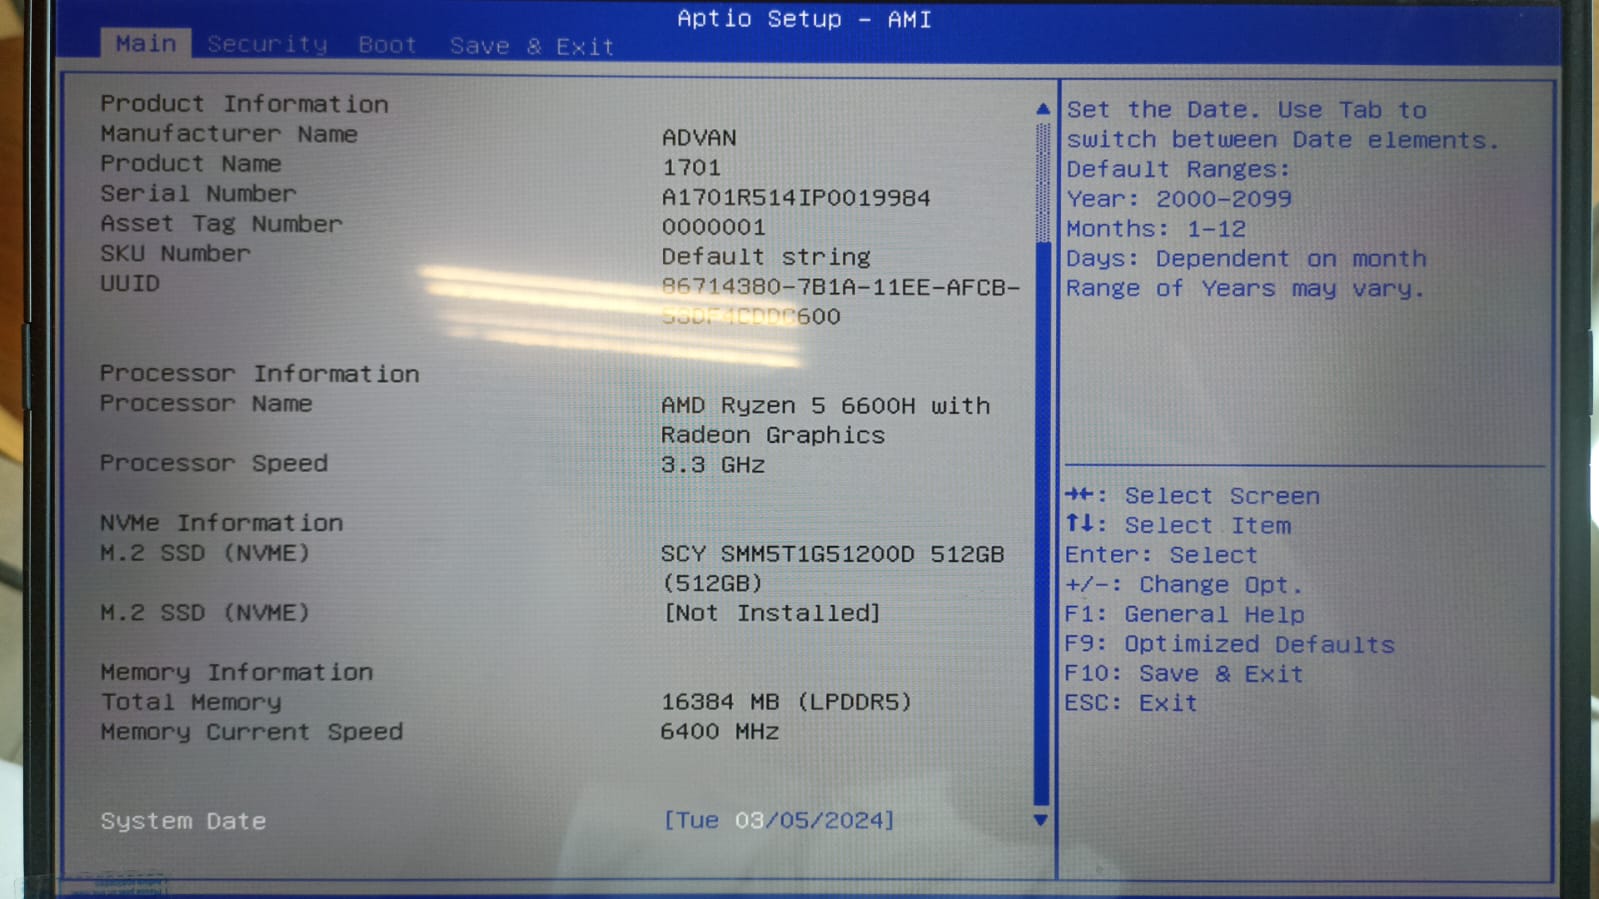 Aptio Setup - AMI
Main Security Boot Save & Exit
Product Information
Manufacturer Name ADVAN
Product Name 1701
Serial Number A1701R514IP0019984
Asset Tag Number 0000001
SKU Number Default string
UUID 86714380-7B1A-11EE-AFCB-
Processor Information
Processor Name AMD Ryzen 5 6600H with
Radeon Graphics
Processor Speed 3.3 GHz
NVMe Information
M.2 SSD (NVME) SCY SMM5T1G51200D 512GB
(512GB)
M.2 SSD (NVME) [Not Installed]
Memory Information
Total Memory 16384 MB (LPDDR5)
Memory Current Speed 6400 MHz
System Date [Tue 03/05/2024]
Set the Date. Use Tab to
switch between Date elements.
Default Ranges:
Year: 2000-2099
Months: 1-12
Days: Dependent on month
Range of Years may vary.
→←: Select Screen
↑↓: Select Item
Enter: Select
+/-: Change Opt.
F1: General Help
F9: Optimized Defaults
F10: Save & Exit
ESC: Exit